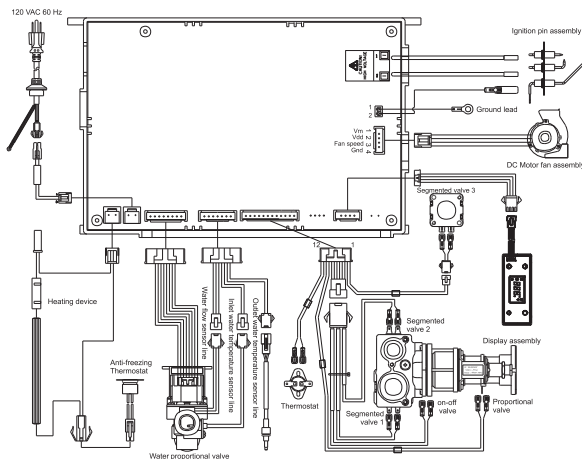 120 VAC 60 Hz
CAUTION!
HIGH VOLTAGE
Ignition pin assembly
1
2
Ground lead
Vm 1
Vdd 2
Fan speed 3
Gnd 4
DC Motor fan assembly
Segmented valve 3
12
1
Heating device
Water flow sensor line
Inlet water temperature sensor line
Outlet water temperature sensor line
Anti-freezing
Thermostat
Segmented
valve 2
Display assembly
Thermostat
Segmented
valve 1
on-off
valve
Proportional
valve
Water proportional valve